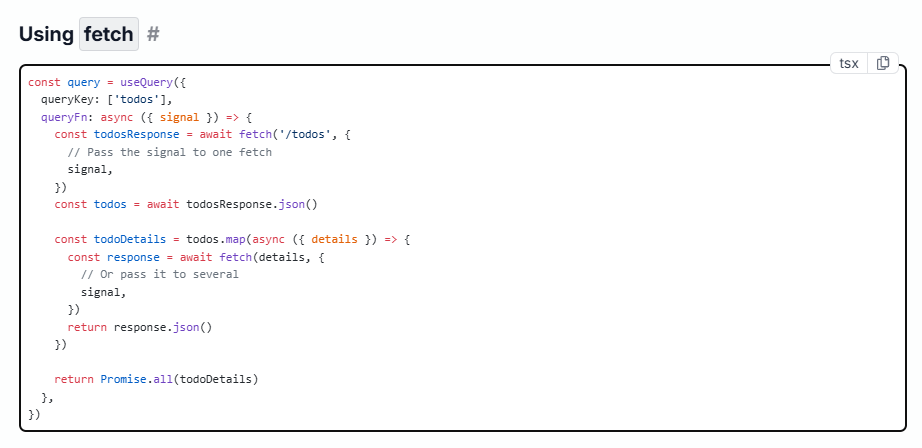 Using fetch #
tsx
const query = useQuery({
  queryKey: ['todos'],
  queryFn: async ({ signal }) => {
    const todosResponse = await fetch('/todos', {
      // Pass the signal to one fetch
      signal,
    })
    const todos = await todosResponse.json()

    const todoDetails = todos.map(async ({ details }) => {
      const response = await fetch(details, {
        // Or pass it to several
        signal,
      })
      return response.json()
    })

    return Promise.all(todoDetails)
  },
})